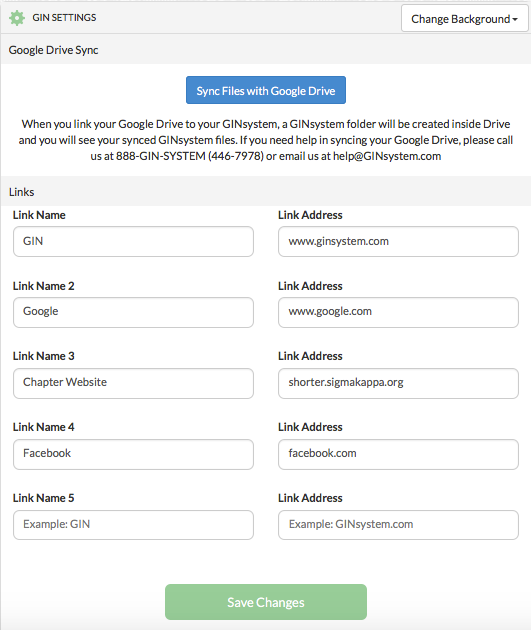 GIN SETTINGS
Change Background
Google Drive Sync
Sync Files with Google Drive
When you link your Google Drive to your GINsystem, a GINsystem folder will be created inside Drive
and you will see your synced GINsystem files. If you need help in syncing your Google Drive, please call
us at 888-GIN-SYSTEM (446-7978) or email us at help@GINsystem.com
Links
Link Name Link Address
GIN www.ginsystem.com
Link Name 2 Link Address
Google www.google.com
Link Name 3 Link Address
Chapter Website shorter.sigmakappa.org
Link Name 4 Link Address
Facebook facebook.com
Link Name 5 Link Address
Example: GIN Example: GINsystem.com
Save Changes